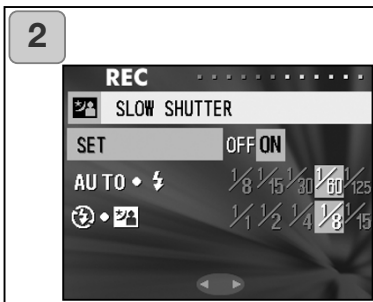 2
REC
SLOW SHUTTER
SET OFF ON
AUTO • 1/8 1/15 1/30 1/60 1/125
• 1/1 1/2 1/4 1/8 1/15